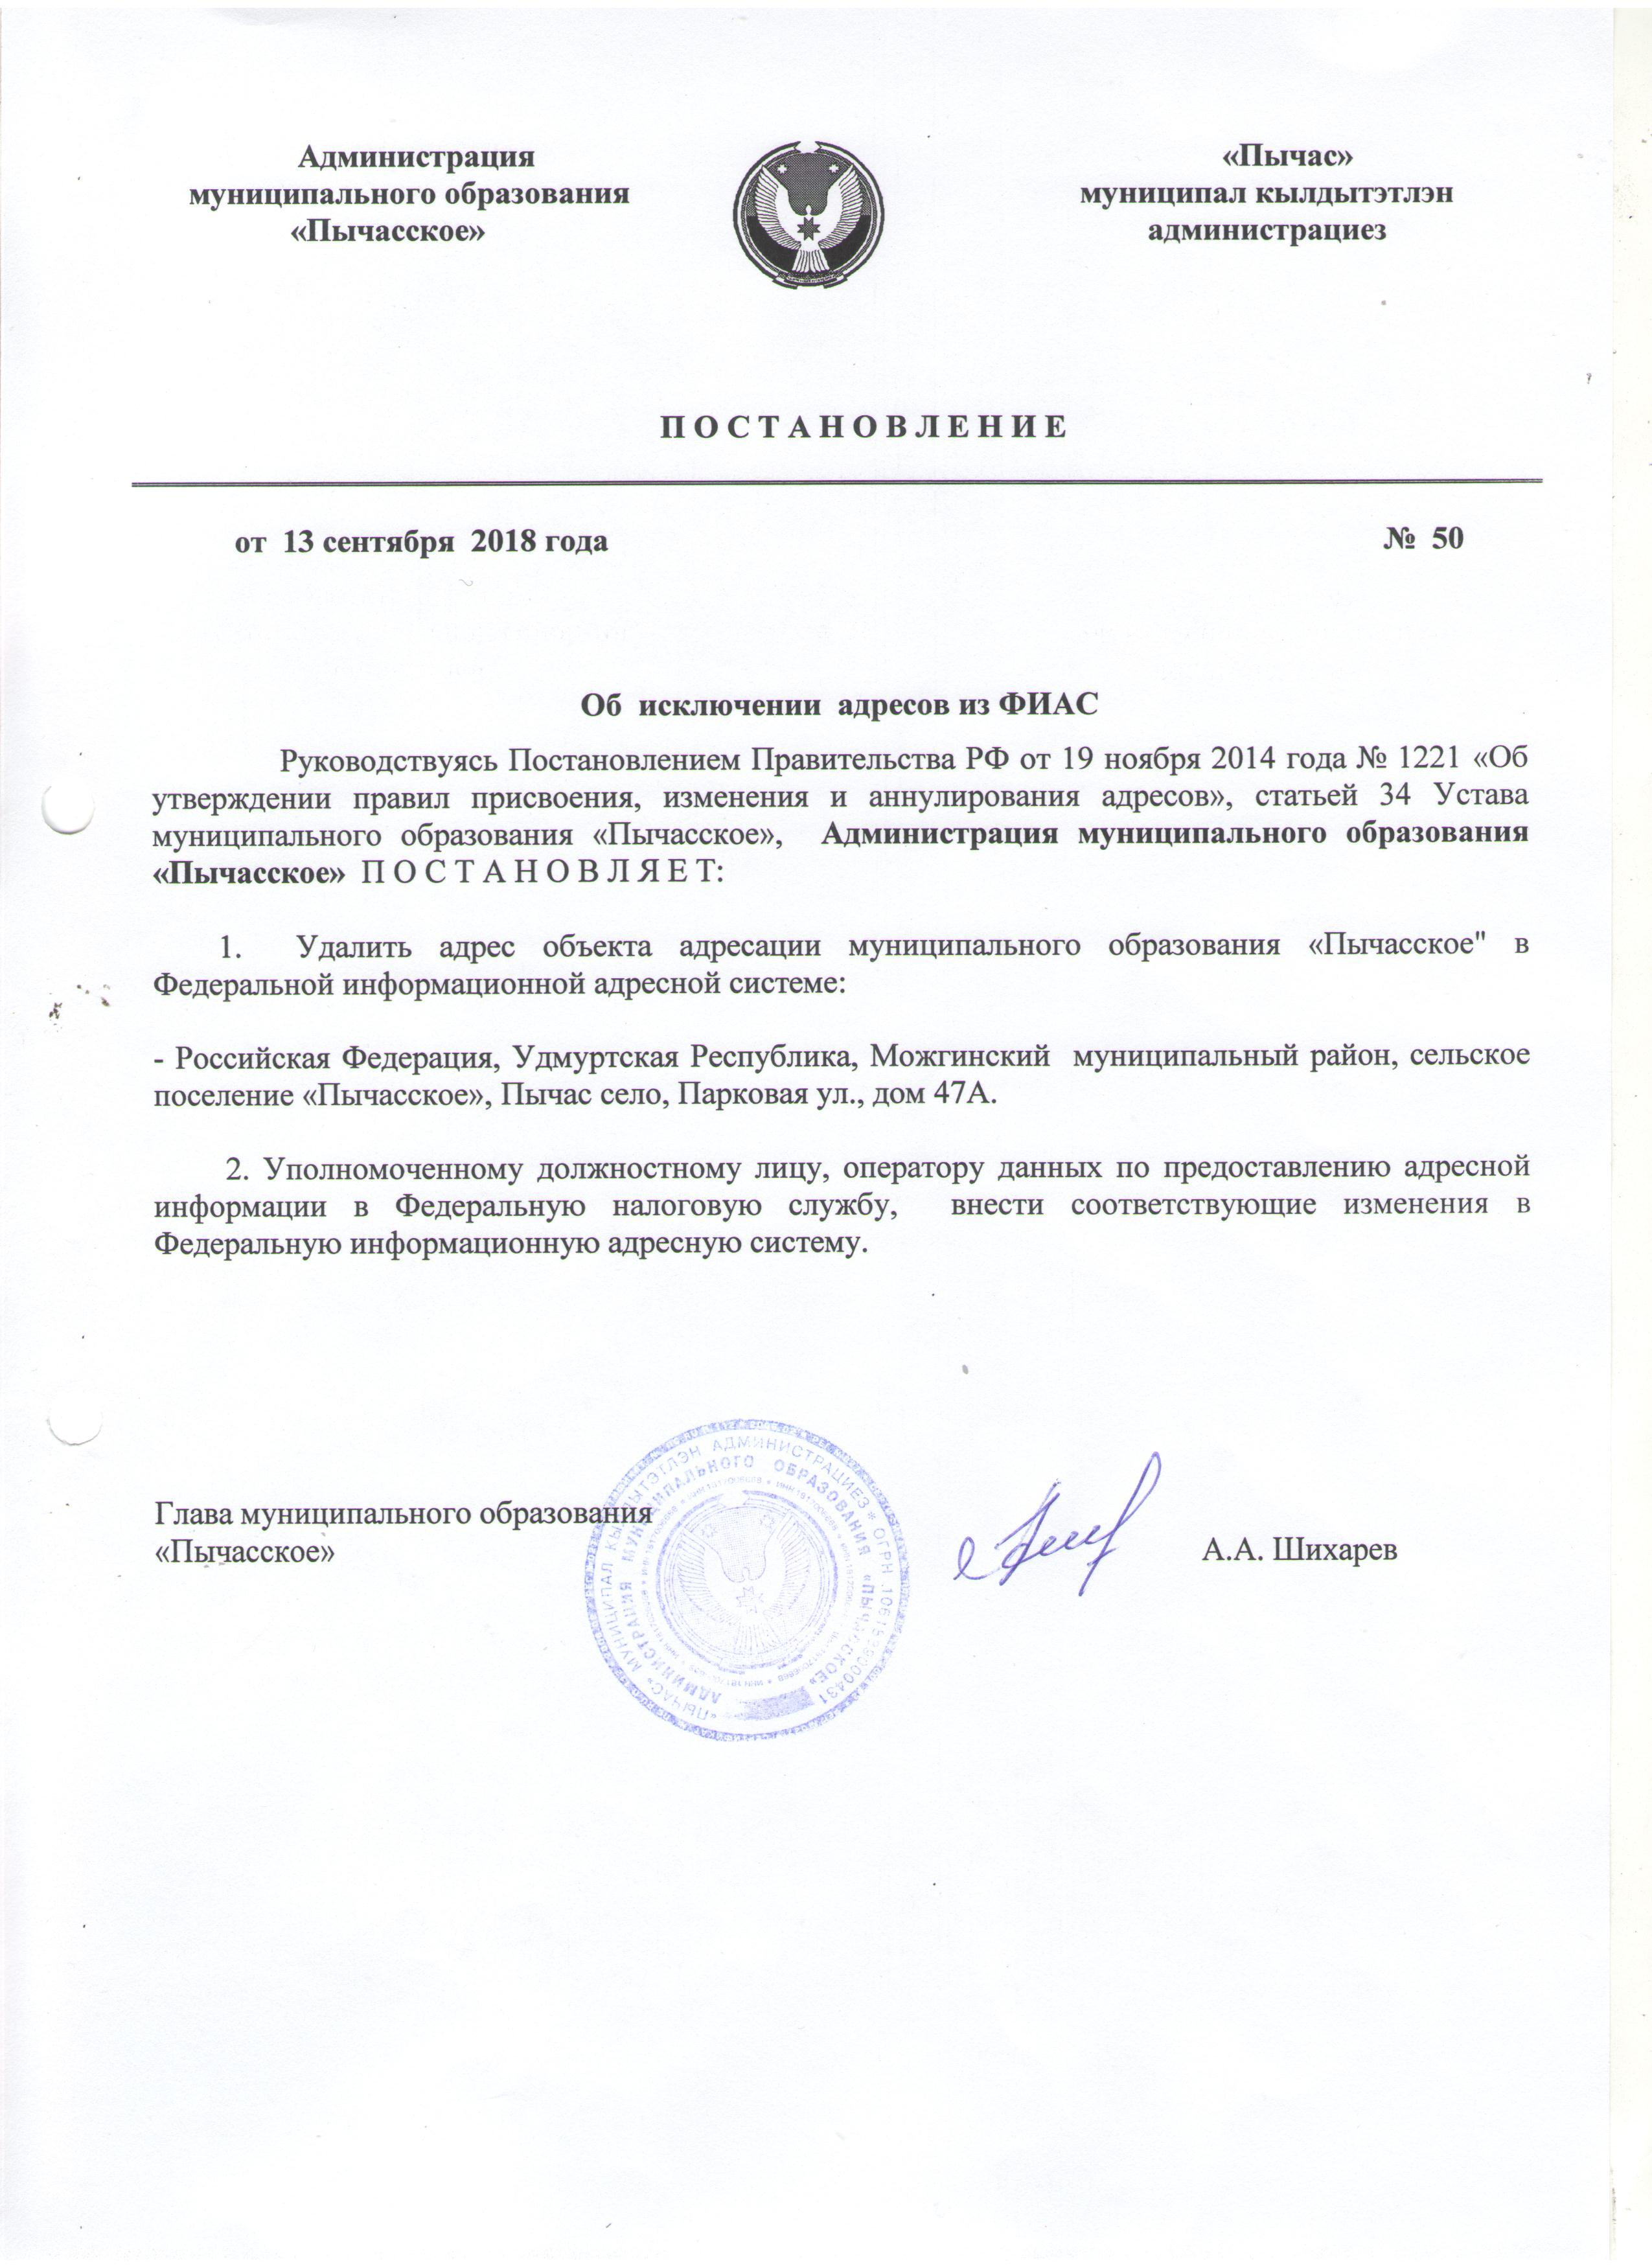 Администрация
муниципального образования
«Пычасское»
«Пычас»
муниципал кылдытэтлэн
администрациез
П О С Т А Н О В Л Е Н И Е
от 13 сентября 2018 года № 50
Об исключении адресов из ФИАС
Руководствуясь Постановлением Правительства РФ от 19 ноября 2014 года № 1221 «Об
утверждении правил присвоения, изменения и аннулирования адресов», статьей 34 Устава
муниципального образования «Пычасское», Администрация муниципального образования
«Пычасское» П О С Т А Н О В Л Я Е Т:
1. Удалить адрес объекта адресации муниципального образования «Пычасское" в
Федеральной информационной адресной системе:
- Российская Федерация, Удмуртская Республика, Можгинский муниципальный район, сельское
поселение «Пычасское», Пычас село, Парковая ул., дом 47А.
2. Уполномоченному должностному лицу, оператору данных по предоставлению адресной
информации в Федеральную налоговую службу, внести соответствующие изменения в
Федеральную информационную адресную систему.
Глава муниципального образования
«Пычасское»
А.А. Шихарев
«ПЫЧАС» МУНИЦИПАЛ КЫЛДЫТЭТЛЭН АДМИНИСТРАЦИЕЗ * ОГРН
АДМИНИСТРАЦИЯ МУНИЦИПАЛЬНОГО ОБРАЗОВАНИЯ «ПЫЧАССКОЕ»